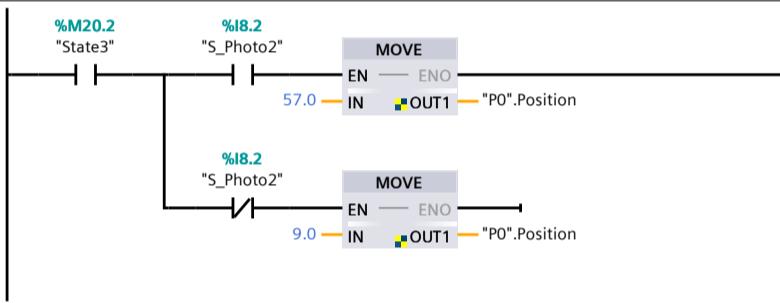 %M20.2 %I8.2
"State3" "S_Photo2" MOVE
EN ENO
57.0 IN OUT1 "P0".Position
%I8.2
"S_Photo2" MOVE
EN ENO
9.0 IN OUT1 "P0".Position